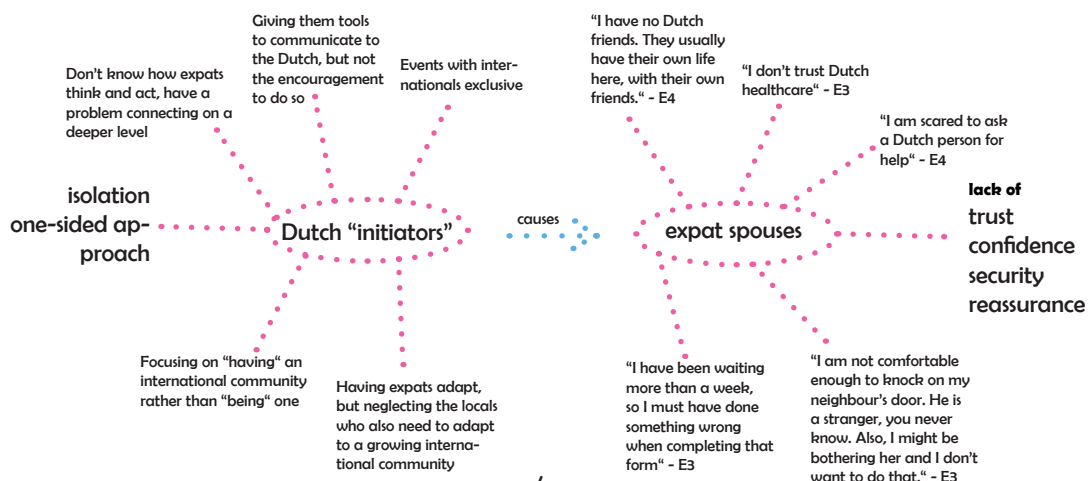 Giving them tools
to communicate to
the Dutch, but not
the encouragement
to do so
Don't know how expats
think and act, have a
problem connecting on a
deeper level
Events with inter-
nationals exclusive
isolation
one-sided ap-
proach
Dutch “initiators”
Focusing on “having“ an
international community
rather than “being“ one
Having expats adapt,
but neglecting the locals
who also need to adapt
to a growing interna-
tional community
causes
“I have no Dutch
friends. They usually
have their own life
here, with their own
friends.“ - E4
“I don't trust Dutch
healthcare“ - E3
“I am scared to ask
a Dutch person for
help“ - E4
expat spouses
lack of
trust
confidence
security
reassurance
“I have been waiting
more than a week,
so I must have done
something wrong
when completing that
form“ - E3
“I am not comfortable
enough to knock on my
neighbour's door. He is
a stranger, you never
know. Also, I might be
bothering her and I don't
want to do that.“ - E3